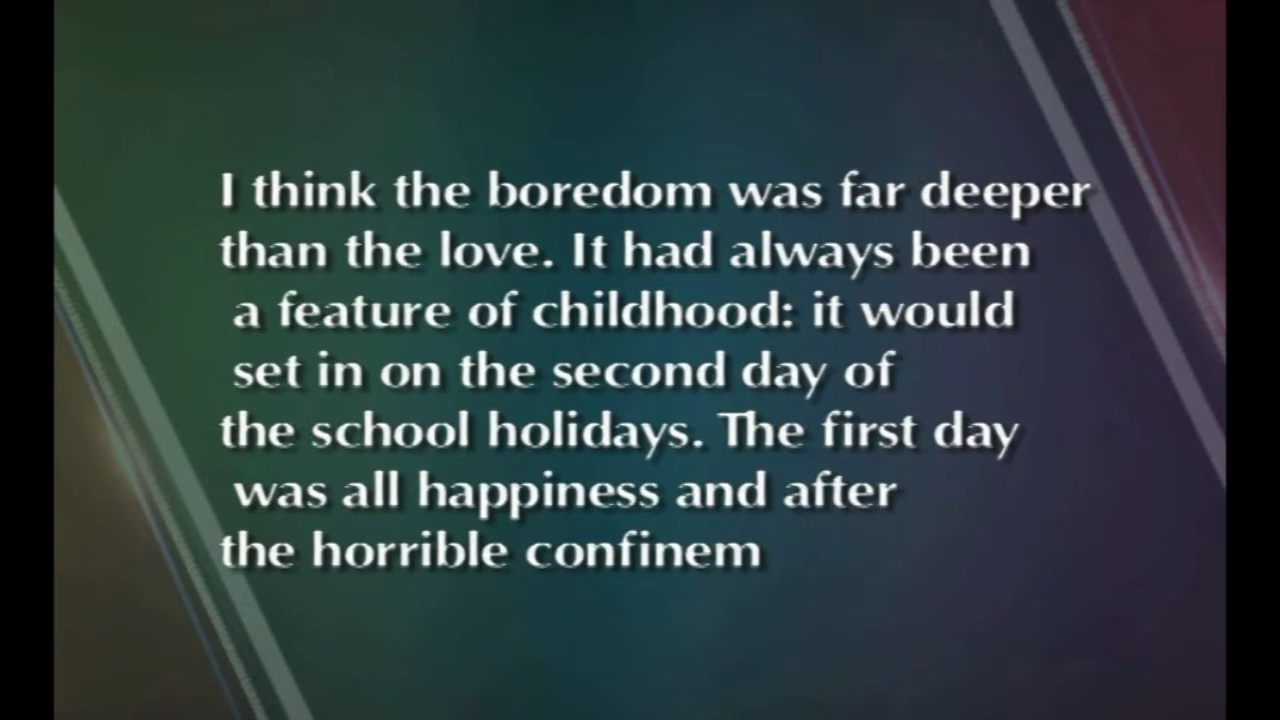 I think the boredom was far deeper
than the love. It had always been
a feature of childhood: it would
set in on the second day of
the school holidays. The first day
was all happiness and after
the horrible confinem